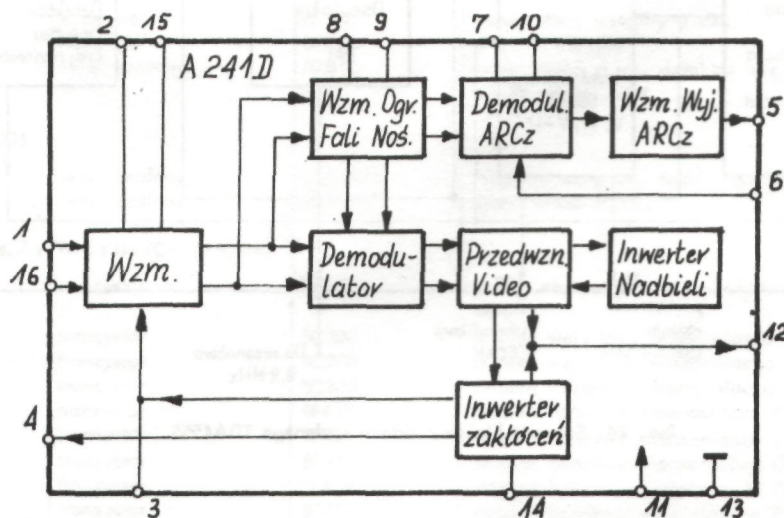 2 15 8 9 7 10
A 241D
Wzm. Ogr.
Fali Noś.
Demodul.
ARCz
Wzm. Wyj.
ARCz
5
6
1
16
Wzm.
Demodu-
lator
Przedwzn.
Video
Inwerter
Nadbieli
12
4
Inwerter
zakłóceń
3 14 11 13